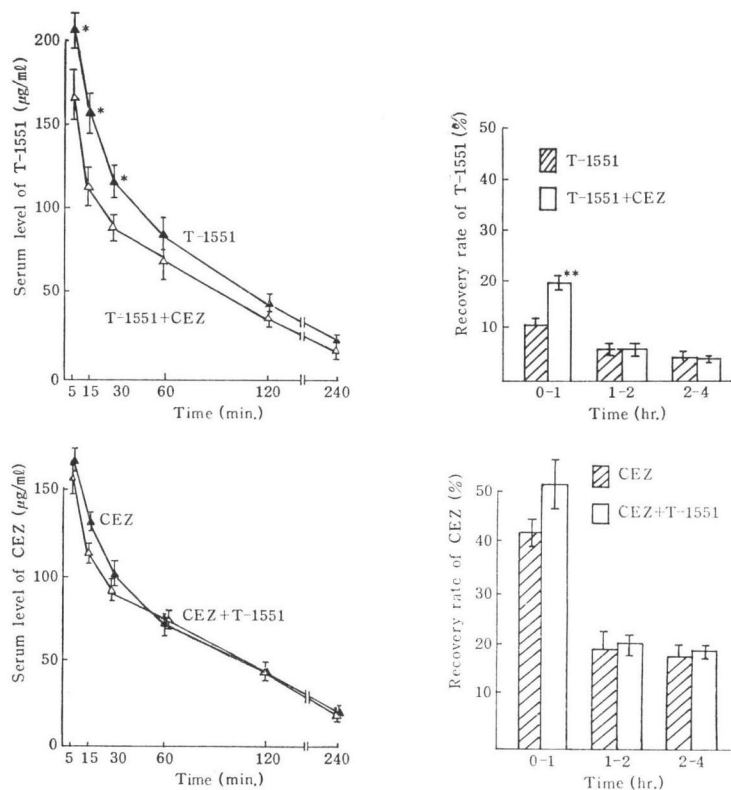 Serum level of T-1551 (μg/ml)
200
150
100
50
0
*
*
*
T-1551
T-1551+CEZ
5 15 30 60 120 240
Time (min.)
Recovery rate of T-1551 (%)
50
40
30
20
10
T-1551
T-1551+CEZ
**
0-1 1-2 2-4
Time (hr.)
Serum level of CEZ (μg/ml)
150
100
50
0
CEZ
CEZ+T-1551
5 15 30 60 120 240
Time (min.)
Recovery rate of CEZ (%)
50
40
30
20
10
CEZ
CEZ+T-1551
0-1 1-2 2-4
Time (hr.)